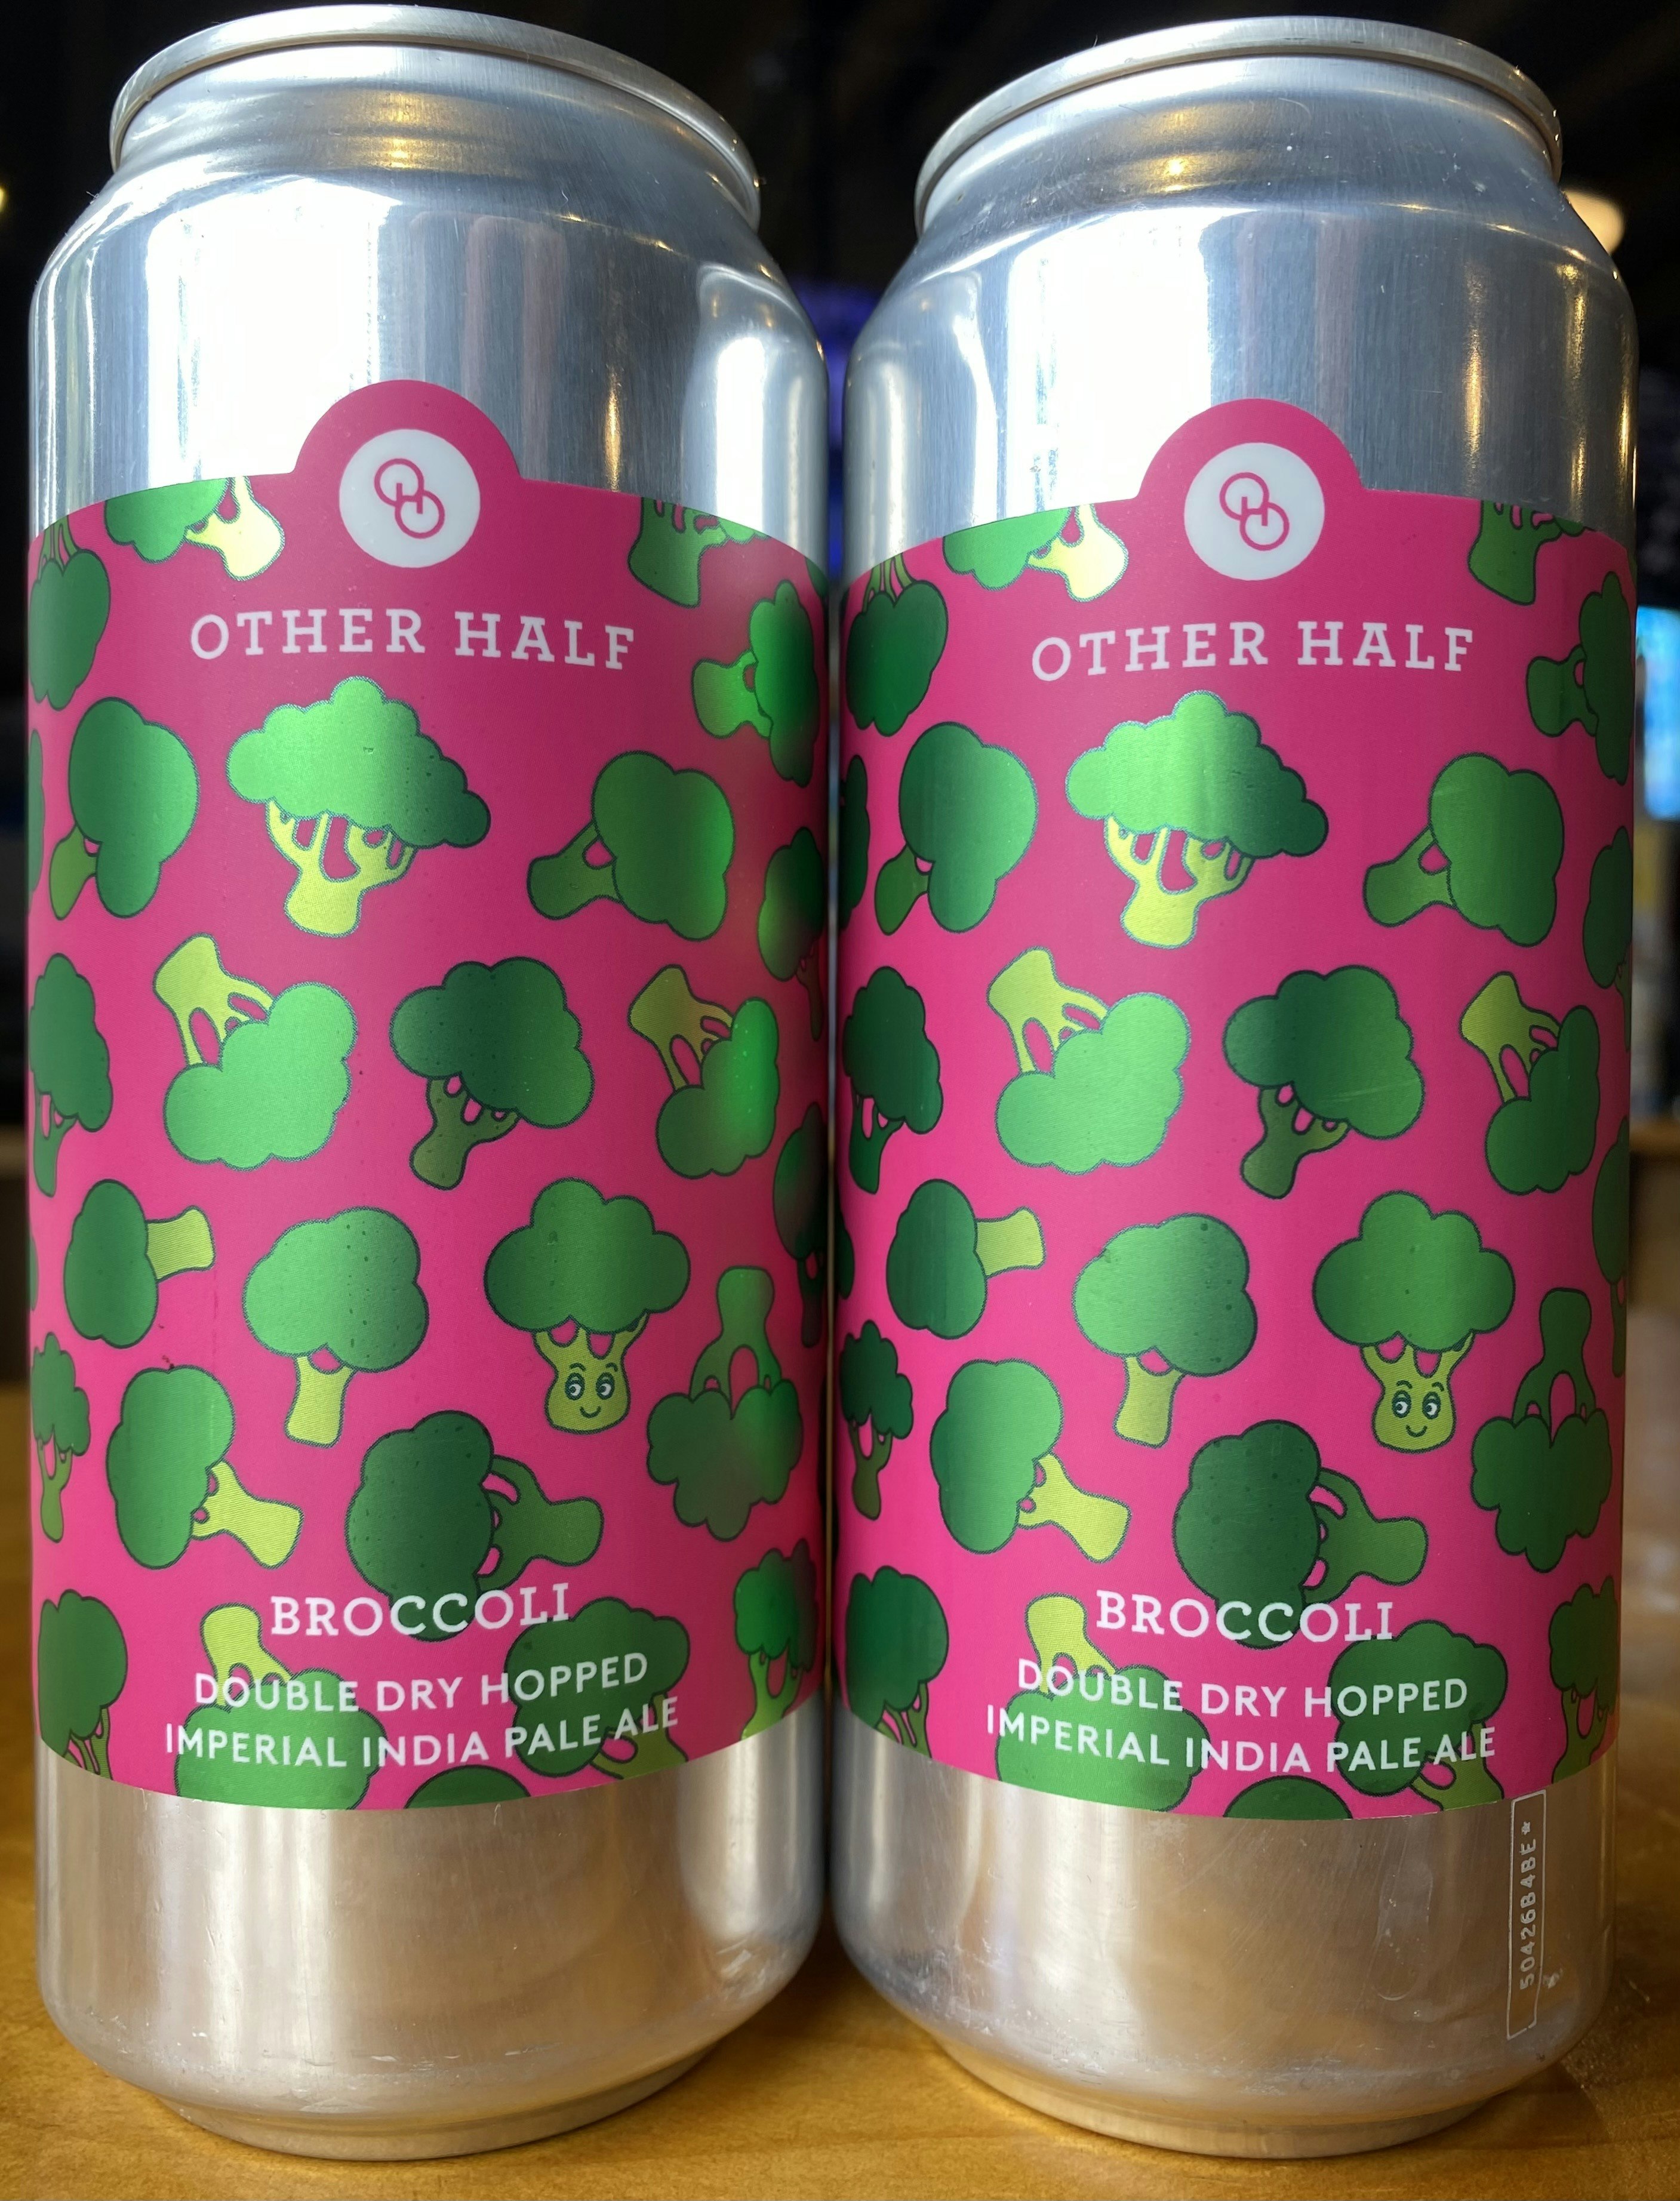 OTHER HALF
BROCCOLI
DOUBLE DRY HOPPED
IMPERIAL INDIA PALE ALE
OTHER HALF
BROCCOLI
DOUBLE DRY HOPPED
IMPERIAL INDIA PALE ALE
50426B4BE*